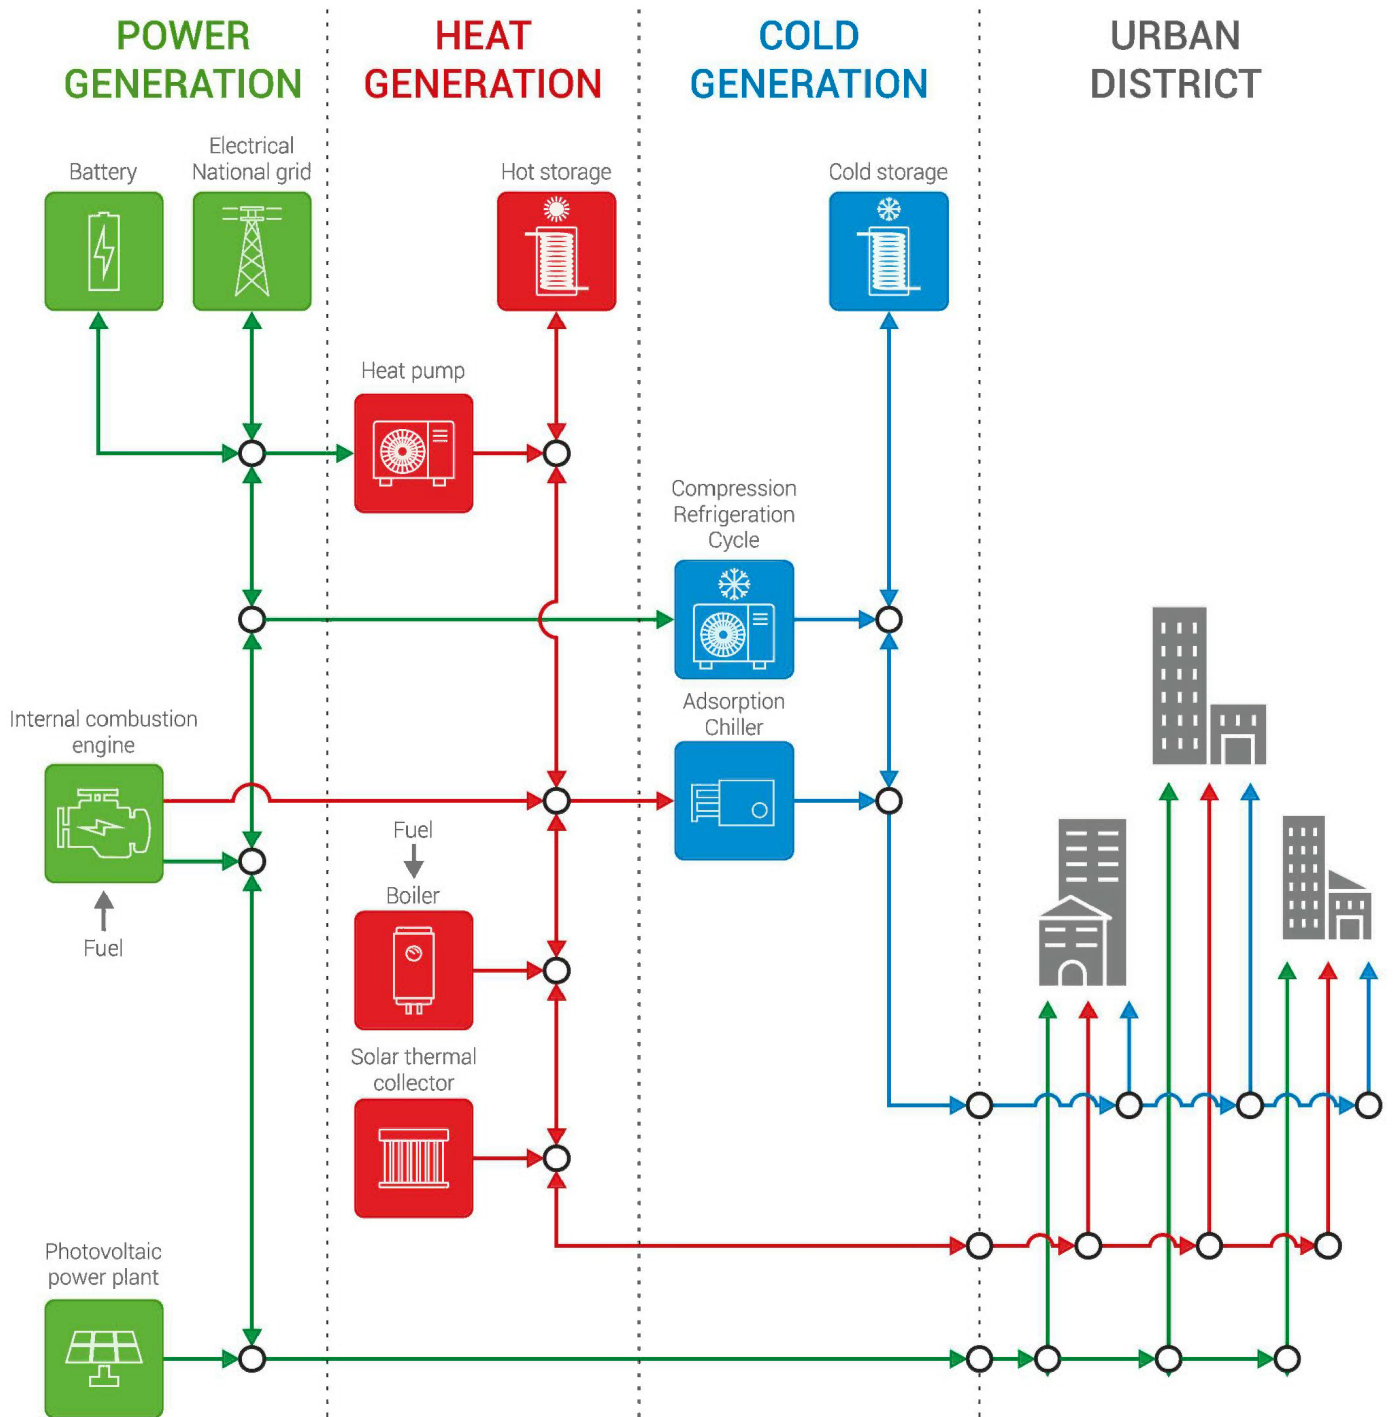 POWER
GENERATION
HEAT
GENERATION
COLD
GENERATION
URBAN
DISTRICT
Battery
Electrical
National grid
Hot storage
Cold storage
Heat pump
Compression
Refrigeration
Cycle
Internal combustion
engine
Adsorption
Chiller
Fuel
Boiler
Fuel
Solar thermal
collector
Photovoltaic
power plant